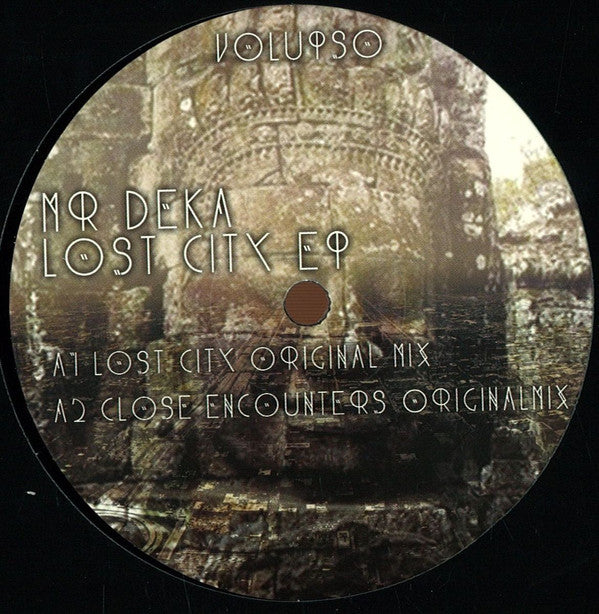 VOLUPSO
MR DEKA
LOST CITY EP
A1 LOST CITY ORIGINAL MIX
A2 CLOSE ENCOUNTERS ORIGINALMIX